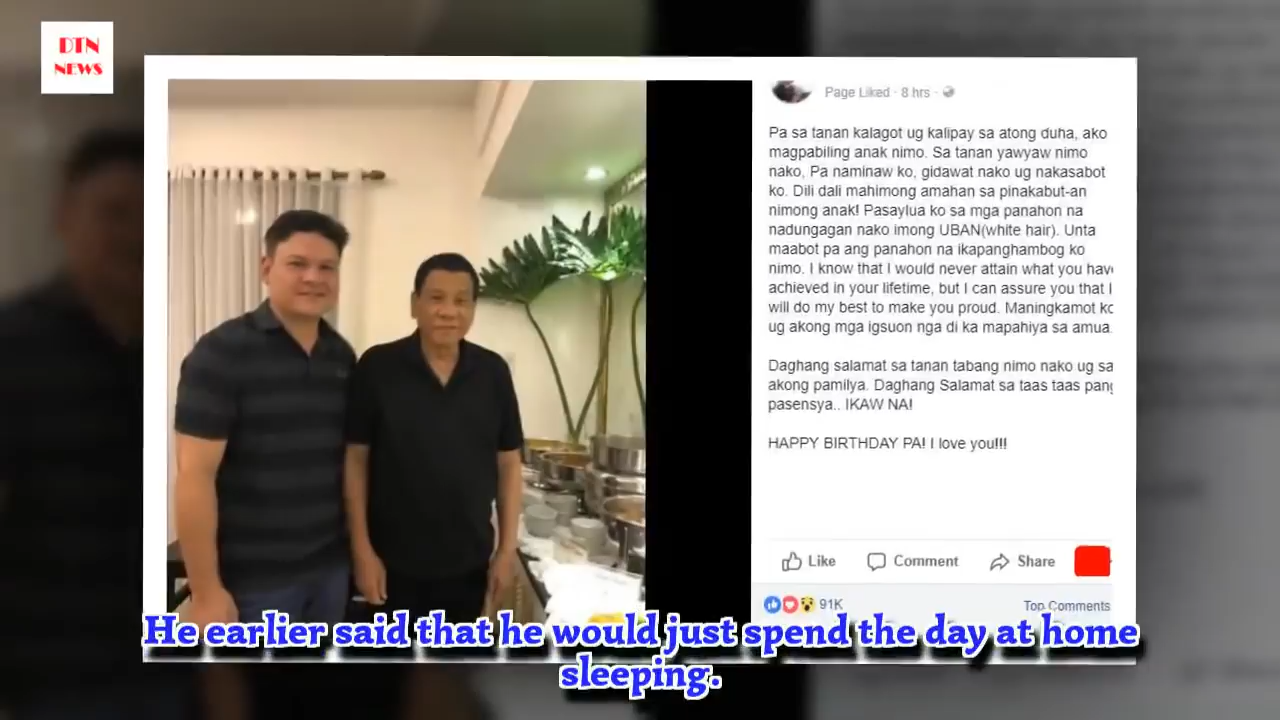 DTN
NEWS
Page Liked · 8 hrs ·
Pa sa tanan kalagot ug kalipay sa atong duha, ako
magpabiling anak nimo. Sa tanan yawyaw nimo
nako, Pa naminaw ko, gidawat nako ug nakasabot
ko. Dili dali mahimong amahan sa pinakabut-an
nimong anak! Pasaylua ko sa mga panahon na
nadungagan nako imong UBAN(white hair). Unta
maabot pa ang panahon na ikapanghambog ko
nimo. I know that I would never attain what you have
achieved in your lifetime, but I can assure you that I
will do my best to make you proud. Maningkamot ko
ug akong mga igsuon nga di ka mapahiya sa amua.
Daghang salamat sa tanan tabang nimo nako ug sa
akong pamilya. Daghang Salamat sa taas taas pang
pasensya.. IKAW NA!
HAPPY BIRTHDAY PA! I love you!!!
Like Comment Share
91K Top Comments
He earlier said that he would just spend the day at home
sleeping.